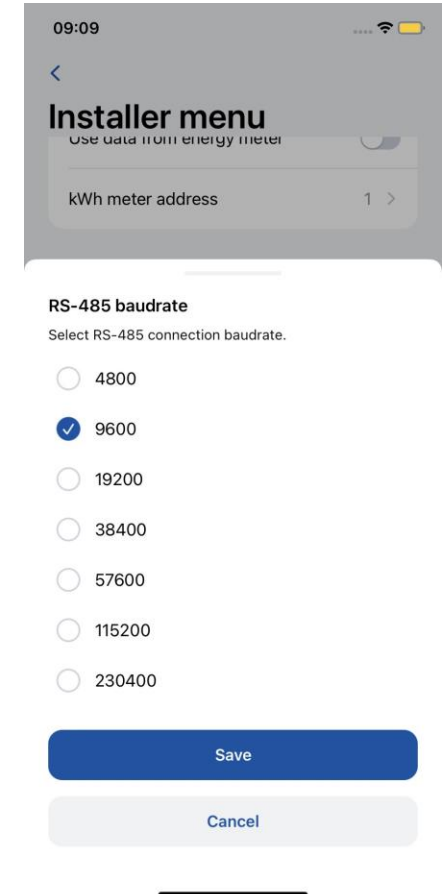 09:09
Installer menu
Use data from energy meter
kWh meter address 1
RS-485 baudrate
Select RS-485 connection baudrate.
4800
9600
19200
38400
57600
115200
230400
Save
Cancel